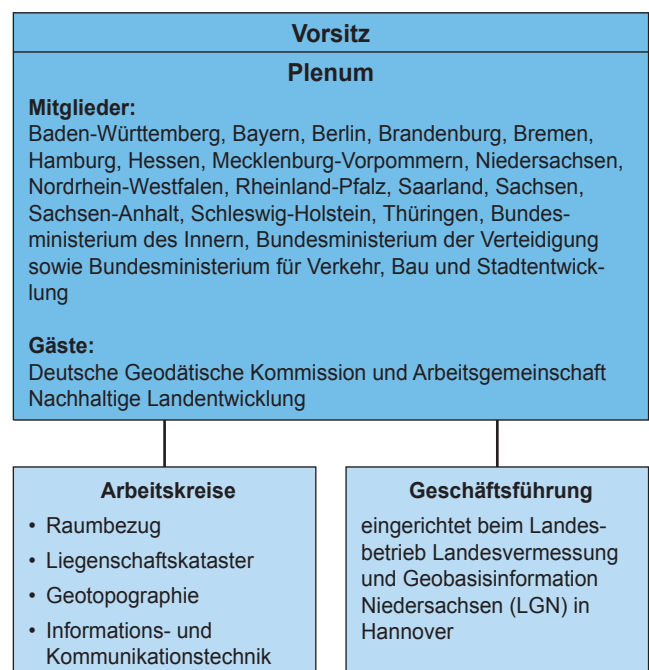 Vorsitz
Plenum
Mitglieder:
Baden-Württemberg, Bayern, Berlin, Brandenburg, Bremen,
Hamburg, Hessen, Mecklenburg-Vorpommern, Niedersachsen,
Nordrhein-Westfalen, Rheinland-Pfalz, Saarland, Sachsen,
Sachsen-Anhalt, Schleswig-Holstein, Thüringen, Bundes-
ministerium des Innern, Bundesministerium der Verteidigung
sowie Bundesministerium für Verkehr, Bau und Stadtentwick-
lung
Gäste:
Deutsche Geodätische Kommission und Arbeitsgemeinschaft
Nachhaltige Landentwicklung
Arbeitskreise
• Raumbezug
• Liegenschaftskataster
• Geotopographie
• Informations- und
Kommunikationstechnik
Geschäftsführung
eingerichtet beim Landes-
betrieb Landesvermessung
und Geobasisinformation
Niedersachsen (LGN) in
Hannover